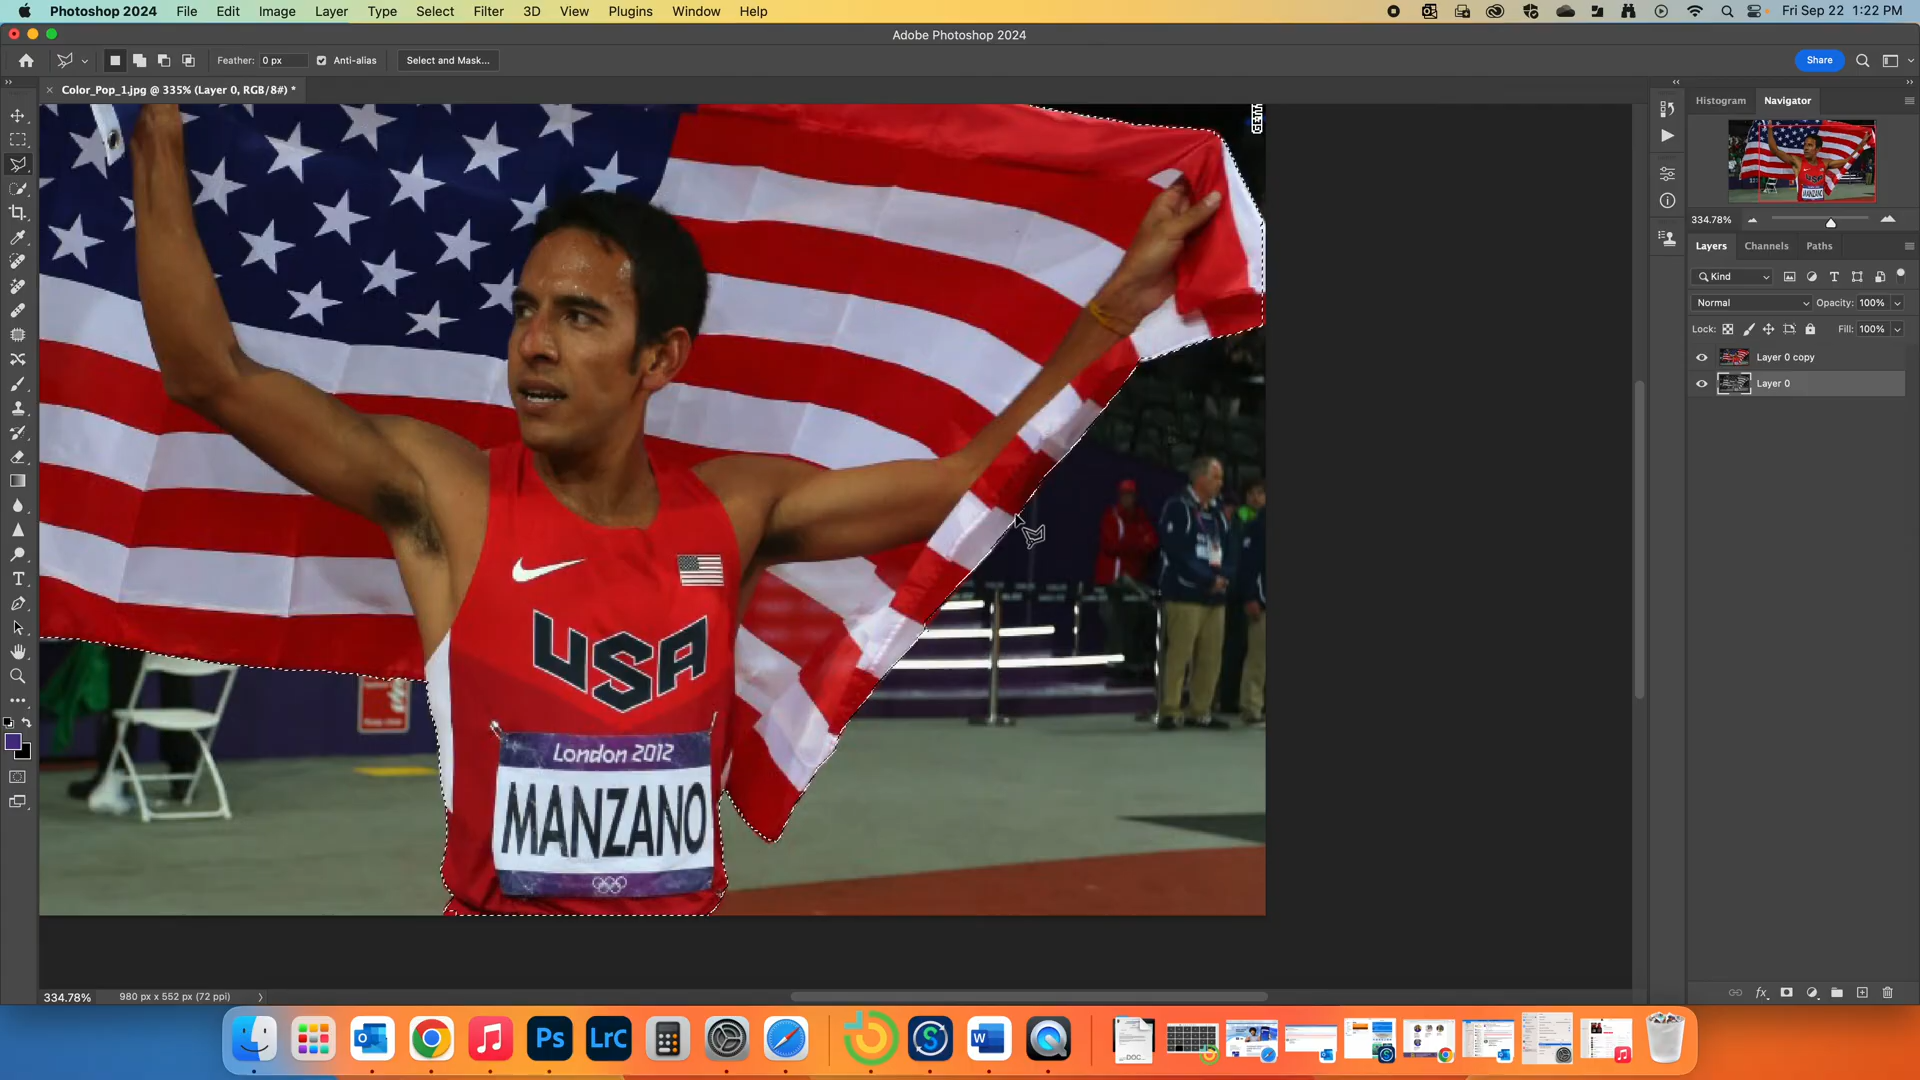 Photoshop 2024 File Edit Image Layer Type Select Filter 3D View Plugins Window Help Fri Sep 22 1:22 PM
Adobe Photoshop 2024
Feather: 0 px Anti-alias Select and Mask... Share
Color_Pop_1.jpg @ 335% (Layer 0, RGB/8#) *
Histogram Navigator
334.78%
Layers Channels Paths
Kind
Normal Opacity: 100%
Lock: Fill: 100%
Layer 0 copy
Layer 0
USA
London 2012
MANZANO
334.78% 980 px x 552 px (72 ppi)
Ps LrC W
DOC